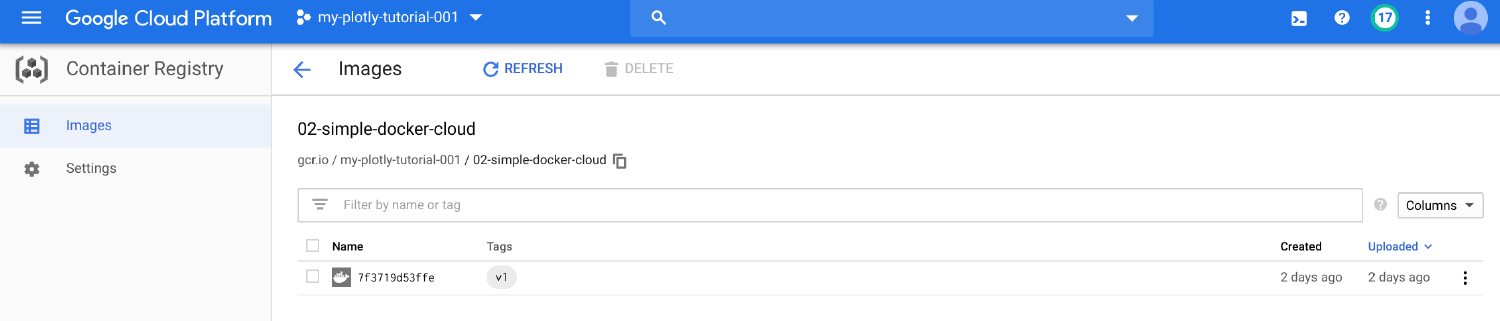 Google Cloud Platform
my-plotly-tutorial-001
17
Container Registry
Images
REFRESH
DELETE
Images
Settings
02-simple-docker-cloud
gcr.io / my-plotly-tutorial-001 / 02-simple-docker-cloud
Filter by name or tag
Columns
Name Tags Created Uploaded
7f3719d53ffe v1 2 days ago 2 days ago